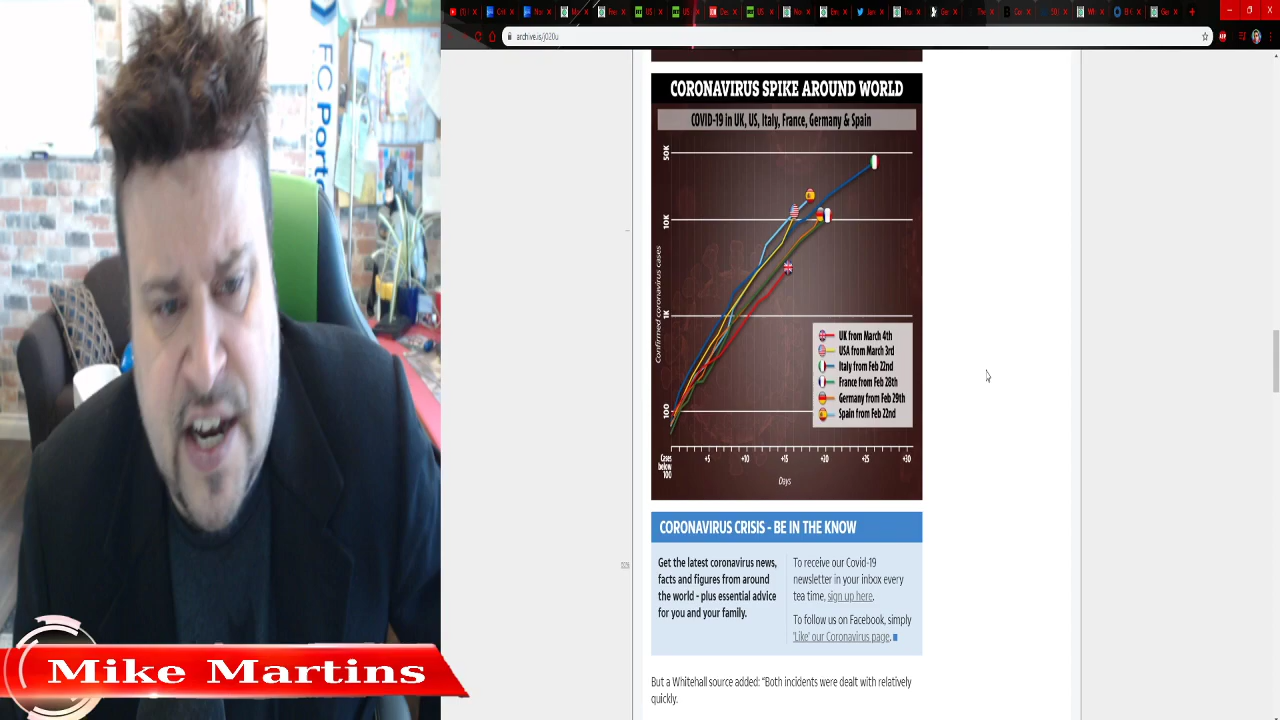 archive.is/jO20u
FC Porto
CORONAVIRUS SPIKE AROUND WORLD
COVID-19 in UK, US, Italy, France, Germany & Spain
50K
10K
1K
100
Confirmed coronavirus cases
UK from March 4th
USA from March 3rd
Italy from Feb 22nd
France from Feb 28th
Germany from Feb 29th
Spain from Feb 22nd
Cases
below
100
+5
+10
+15
+20
+25
+30
Days
CORONAVIRUS CRISIS - BE IN THE KNOW
Get the latest coronavirus news,
facts and figures from around
the world - plus essential advice
for you and your family.
To receive our Covid-19
newsletter in your inbox every
tea time, sign up here.
To follow us on Facebook, simply
'Like' our Coronavirus page.
But a Whitehall source added: “Both incidents were dealt with relatively
quickly.
Mike Martins